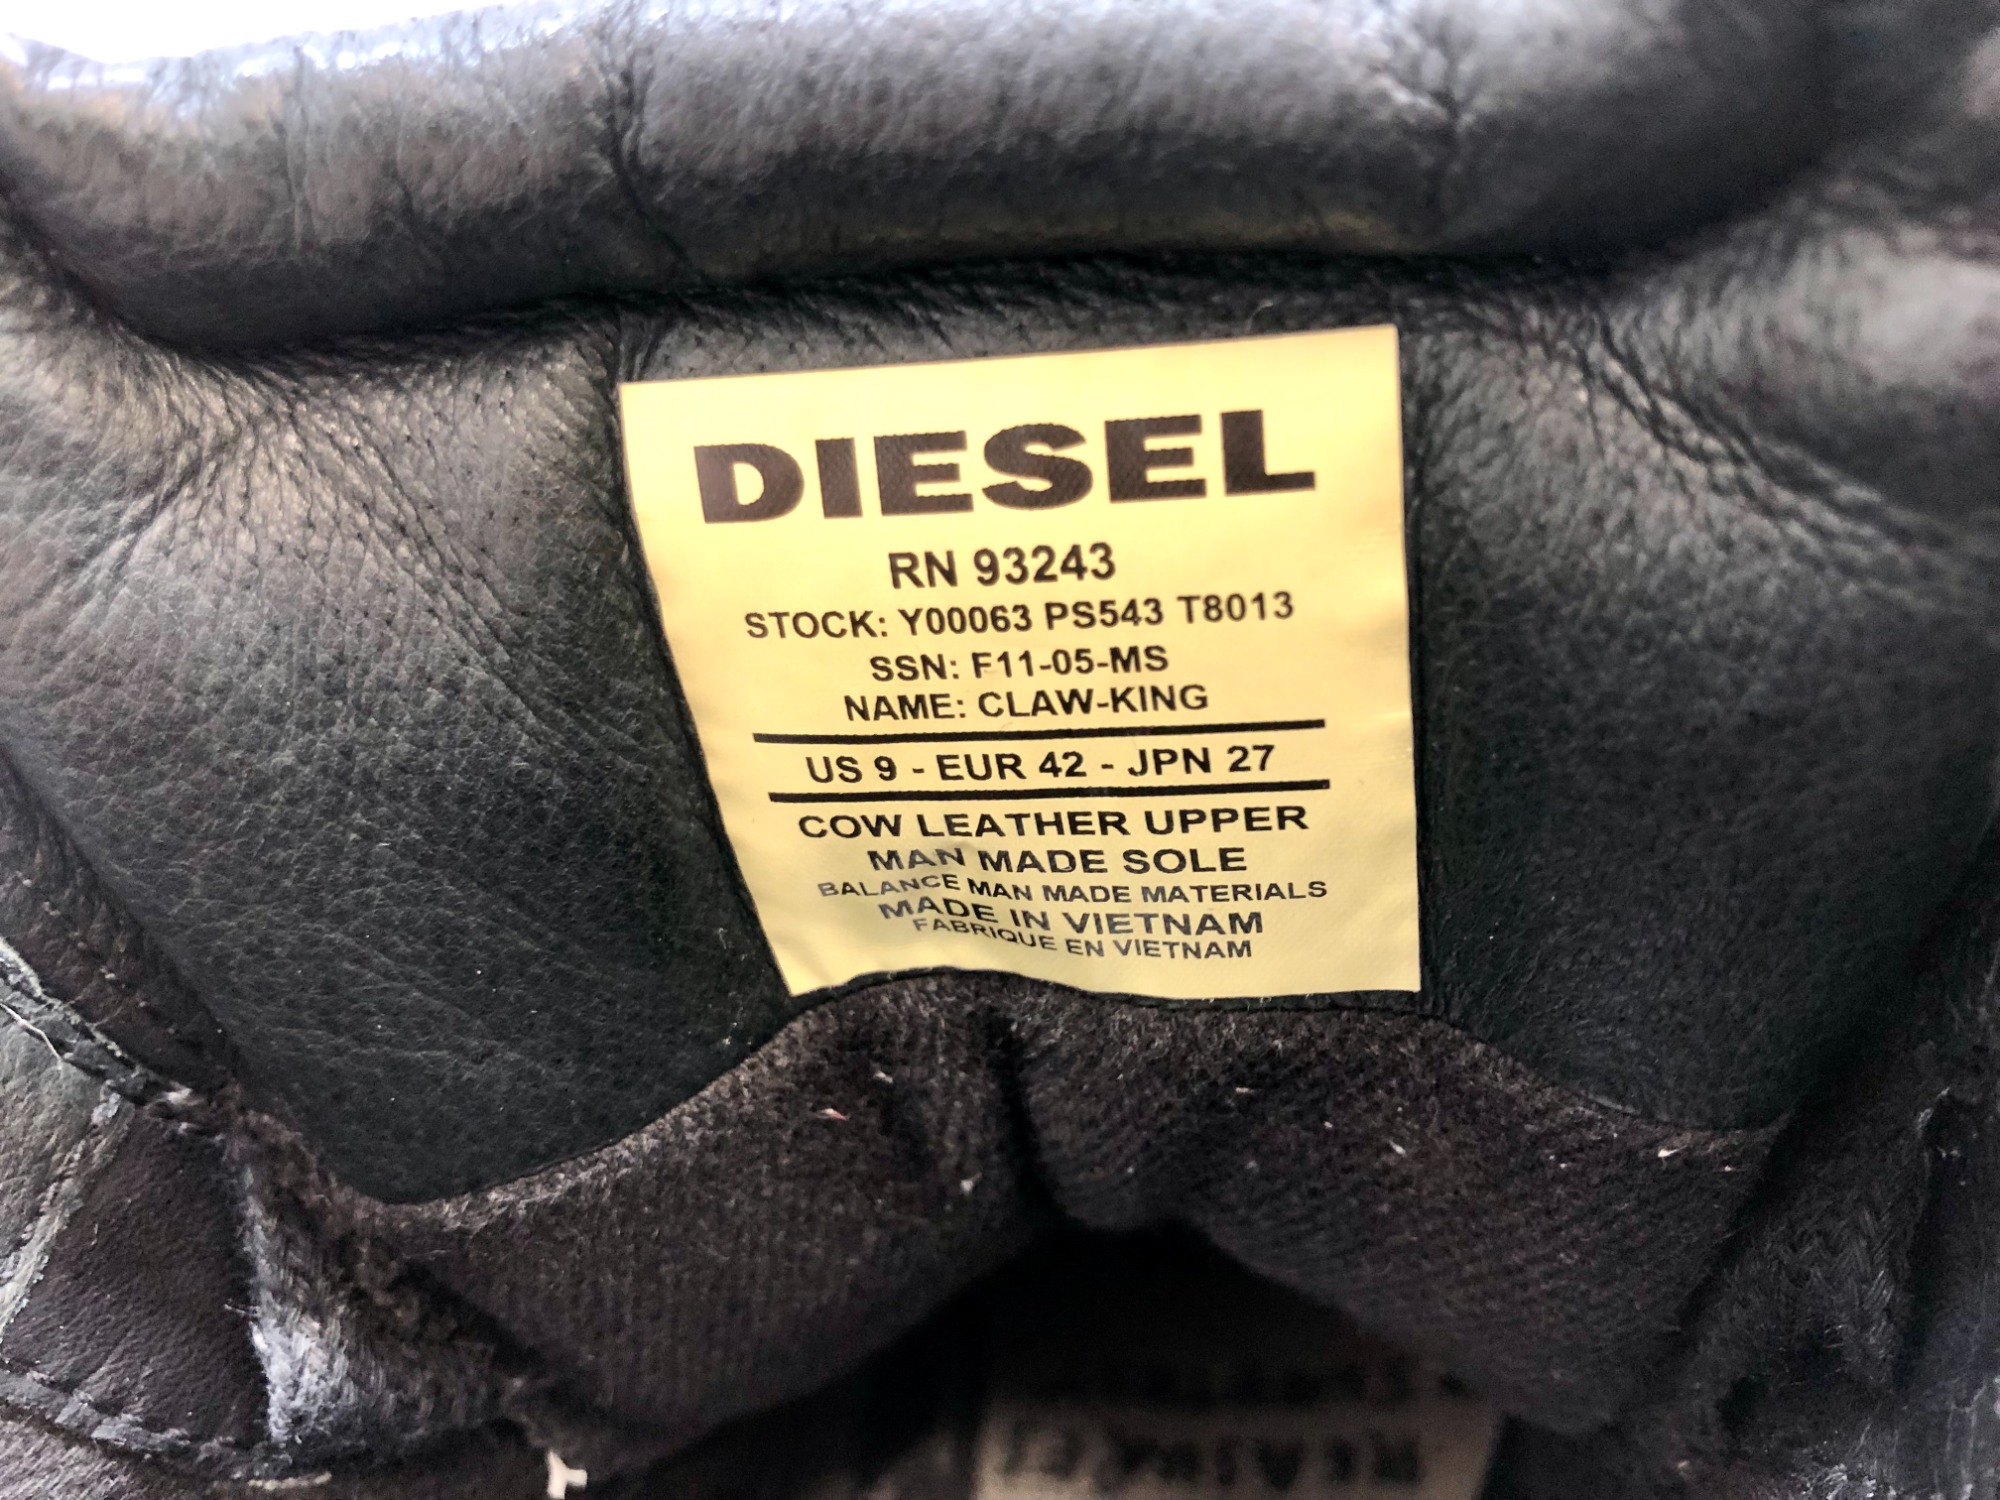 DIESEL
RN 93243
STOCK: Y00063 PS543 T8013
SSN: F11-05-MS
NAME: CLAW-KING
US 9 - EUR 42 - JPN 27
COW LEATHER UPPER
MAN MADE SOLE
BALANCE MAN MADE MATERIALS
MADE IN VIETNAM
FABRIQUE EN VIETNAM